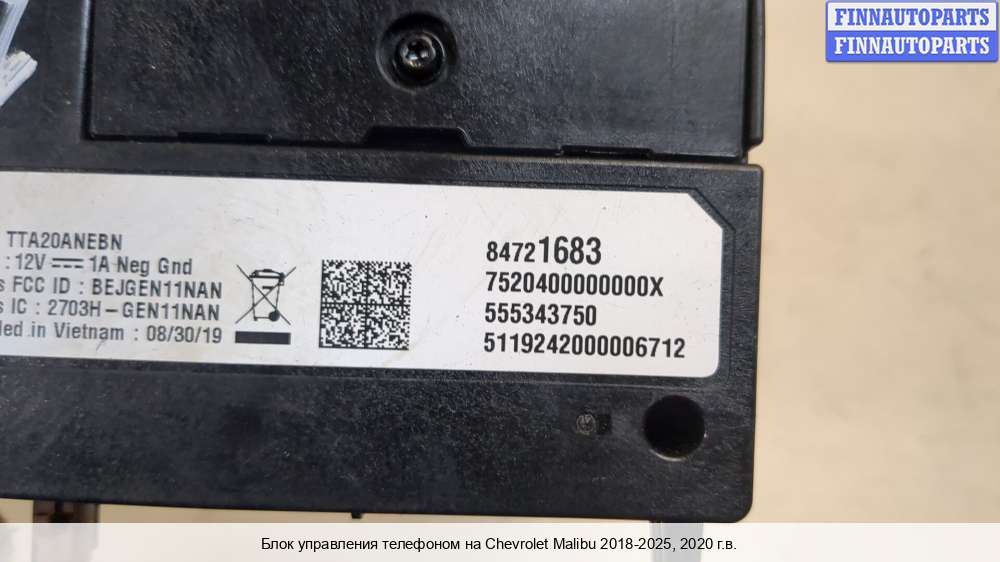 FINNAUTOPARTS
FINNAUTOPARTS
TTA20ANEBN
: 12V 1A Neg Gnd
s FCC ID : BEJGEN11NAN
s IC : 2703H-GEN11NAN
led in Vietnam : 08/30/19
84721683
7520400000000X
555343750
5119242000006712
Блок управления телефоном на Chevrolet Malibu 2018-2025, 2020 г.в.